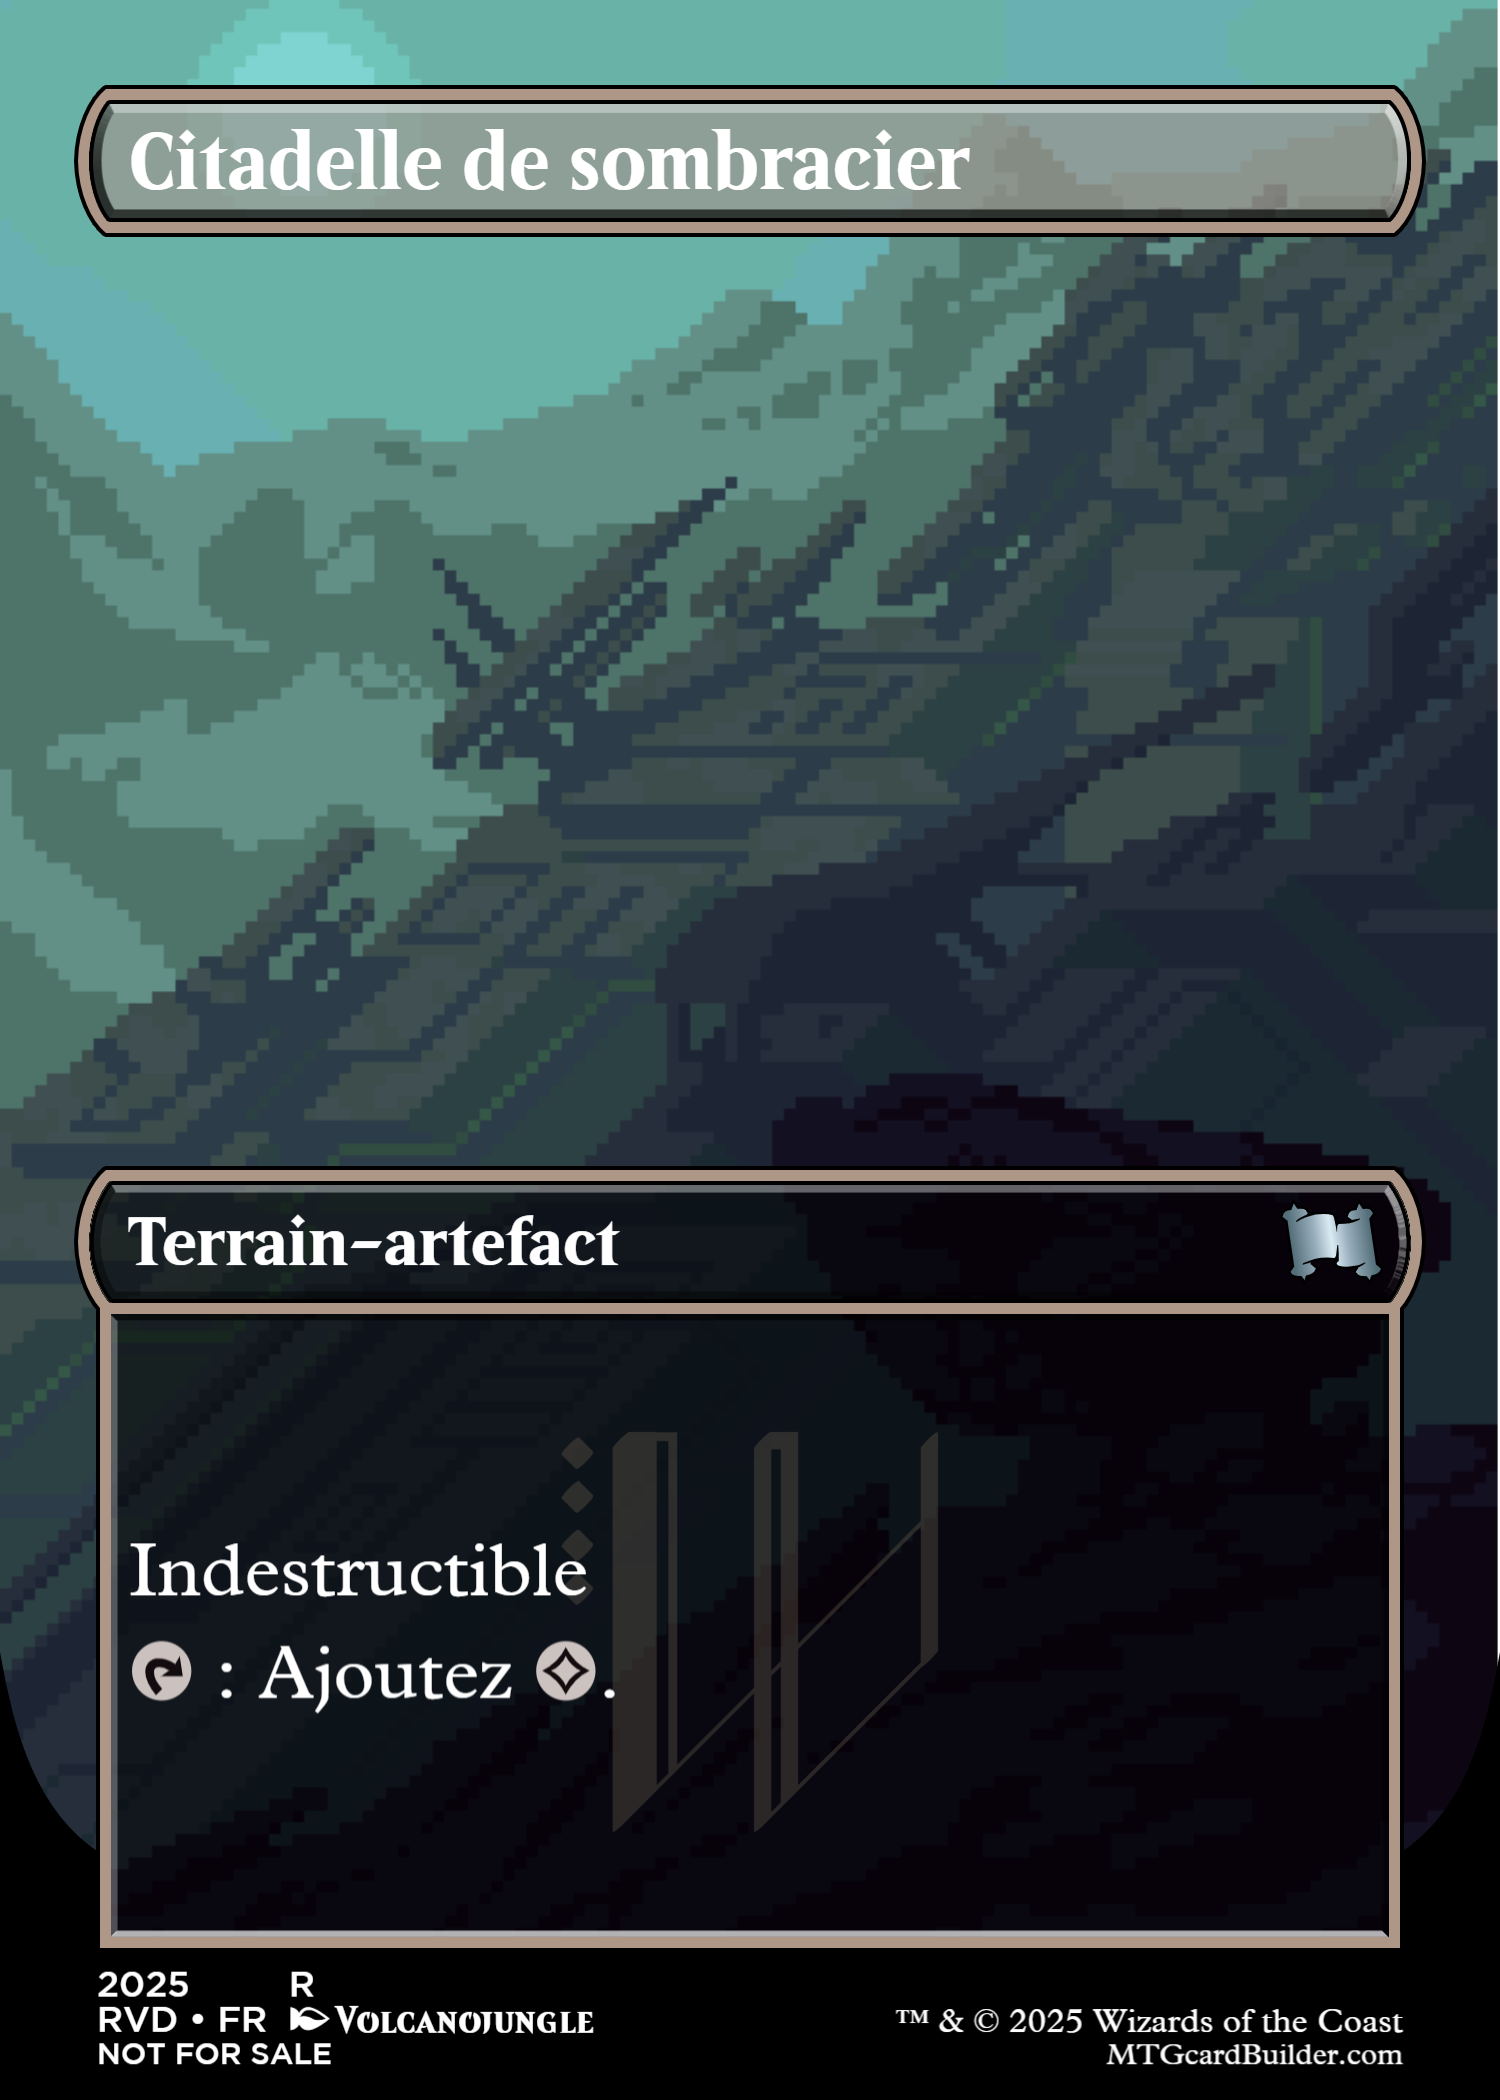 Citadelle de sombracier
Terrain-artefact
Indestructible
: Ajoutez .
2025 R
RVD • FR VOLCANOJUNGLE
NOT FOR SALE
™ & © 2025 Wizards of the Coast
MTGcardBuilder.com